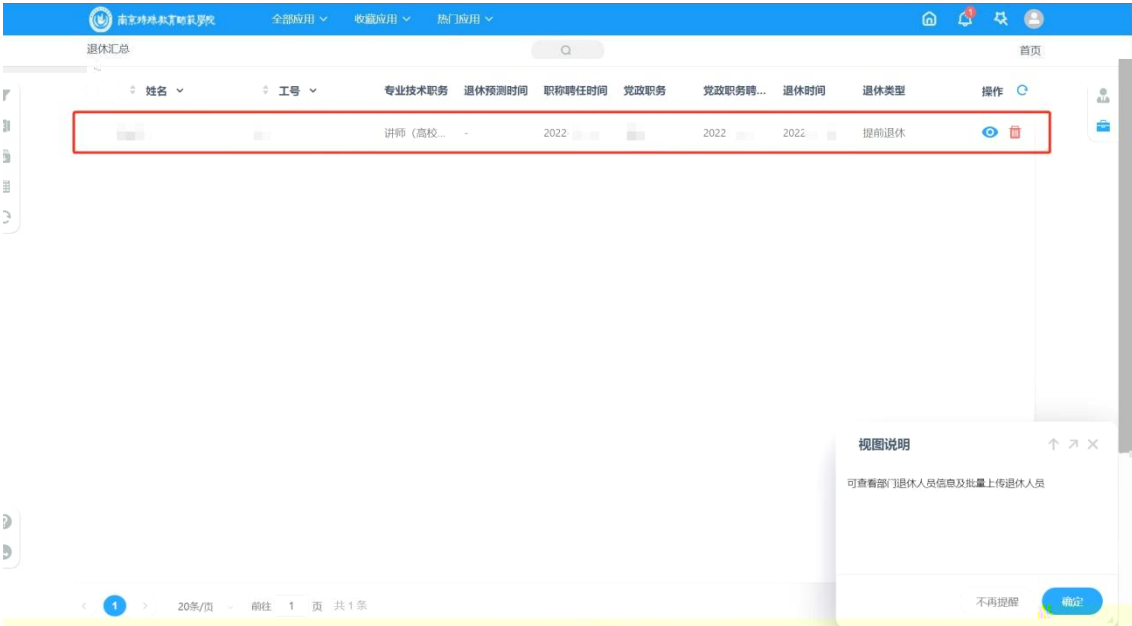 南京特殊教育师范学院 全部应用 收藏应用 热门应用 1
退休汇总 首页
姓名 工号 专业技术职务 退休预测时间 职称聘任时间 党政职务 党政职务聘... 退休时间 退休类型 操作
讲师（高校... - 2022- 2022 2022- 提前退休
视图说明
可查看部门退休人员信息及批量上传退休人员
不再提醒 确定
1 20条/页 前往 1 页 共1条